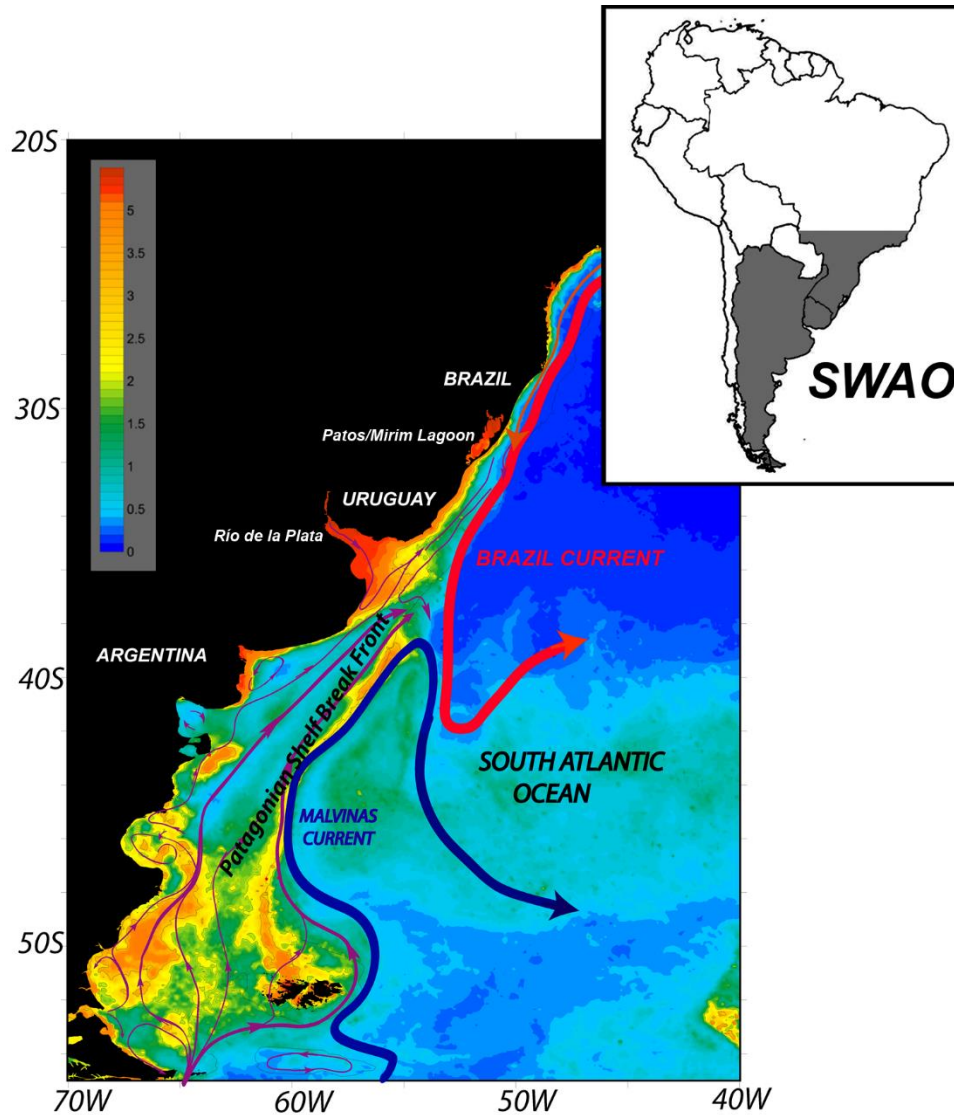 20S
5
3.5
3
2.5
2
1.5
1
0.5
0
SWAO
BRAZIL
30S
Patos/Mirim Lagoon
URUGUAY
Río de la Plata
BRAZIL CURRENT
ARGENTINA
40S
Patagonian Shelf Break Front
SOUTH ATLANTIC
OCEAN
MALVINAS
CURRENT
50S
70W
60W
50W
40W